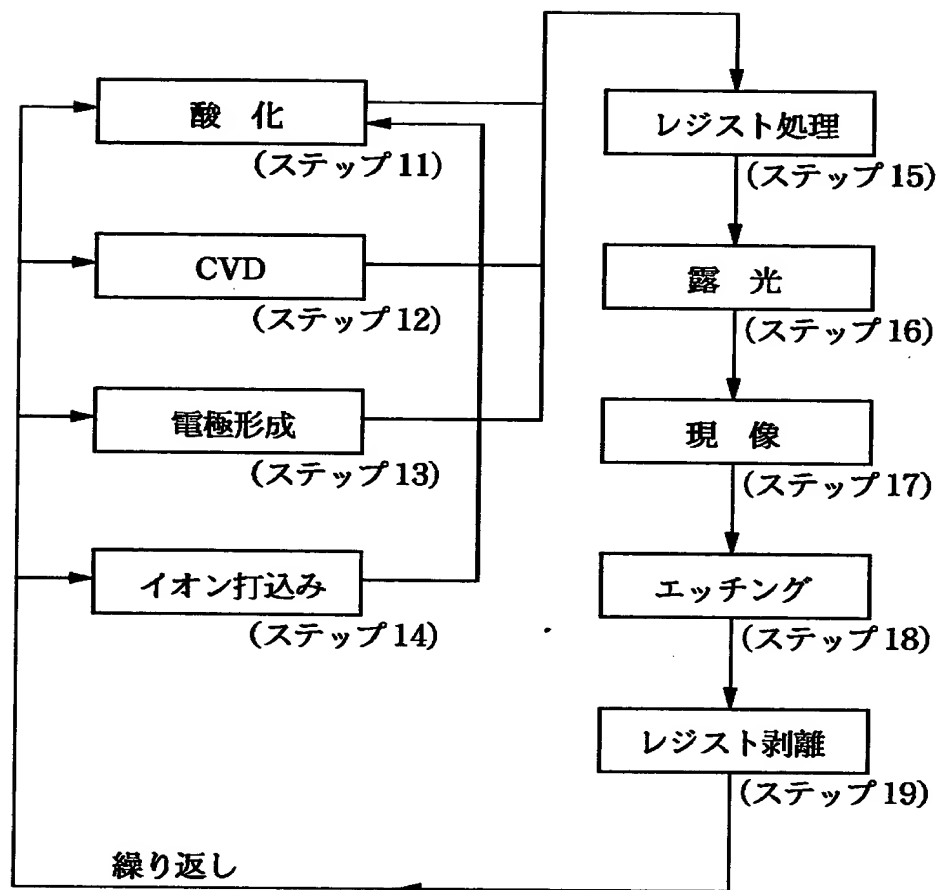 酸 化
(ステップ11)
CVD
(ステップ12)
電極形成
(ステップ13)
イオン打込み
(ステップ14)
レジスト処理
(ステップ15)
露 光
(ステップ16)
現 像
(ステップ17)
エッチング
(ステップ18)
レジスト剥離
(ステップ19)
繰り返し